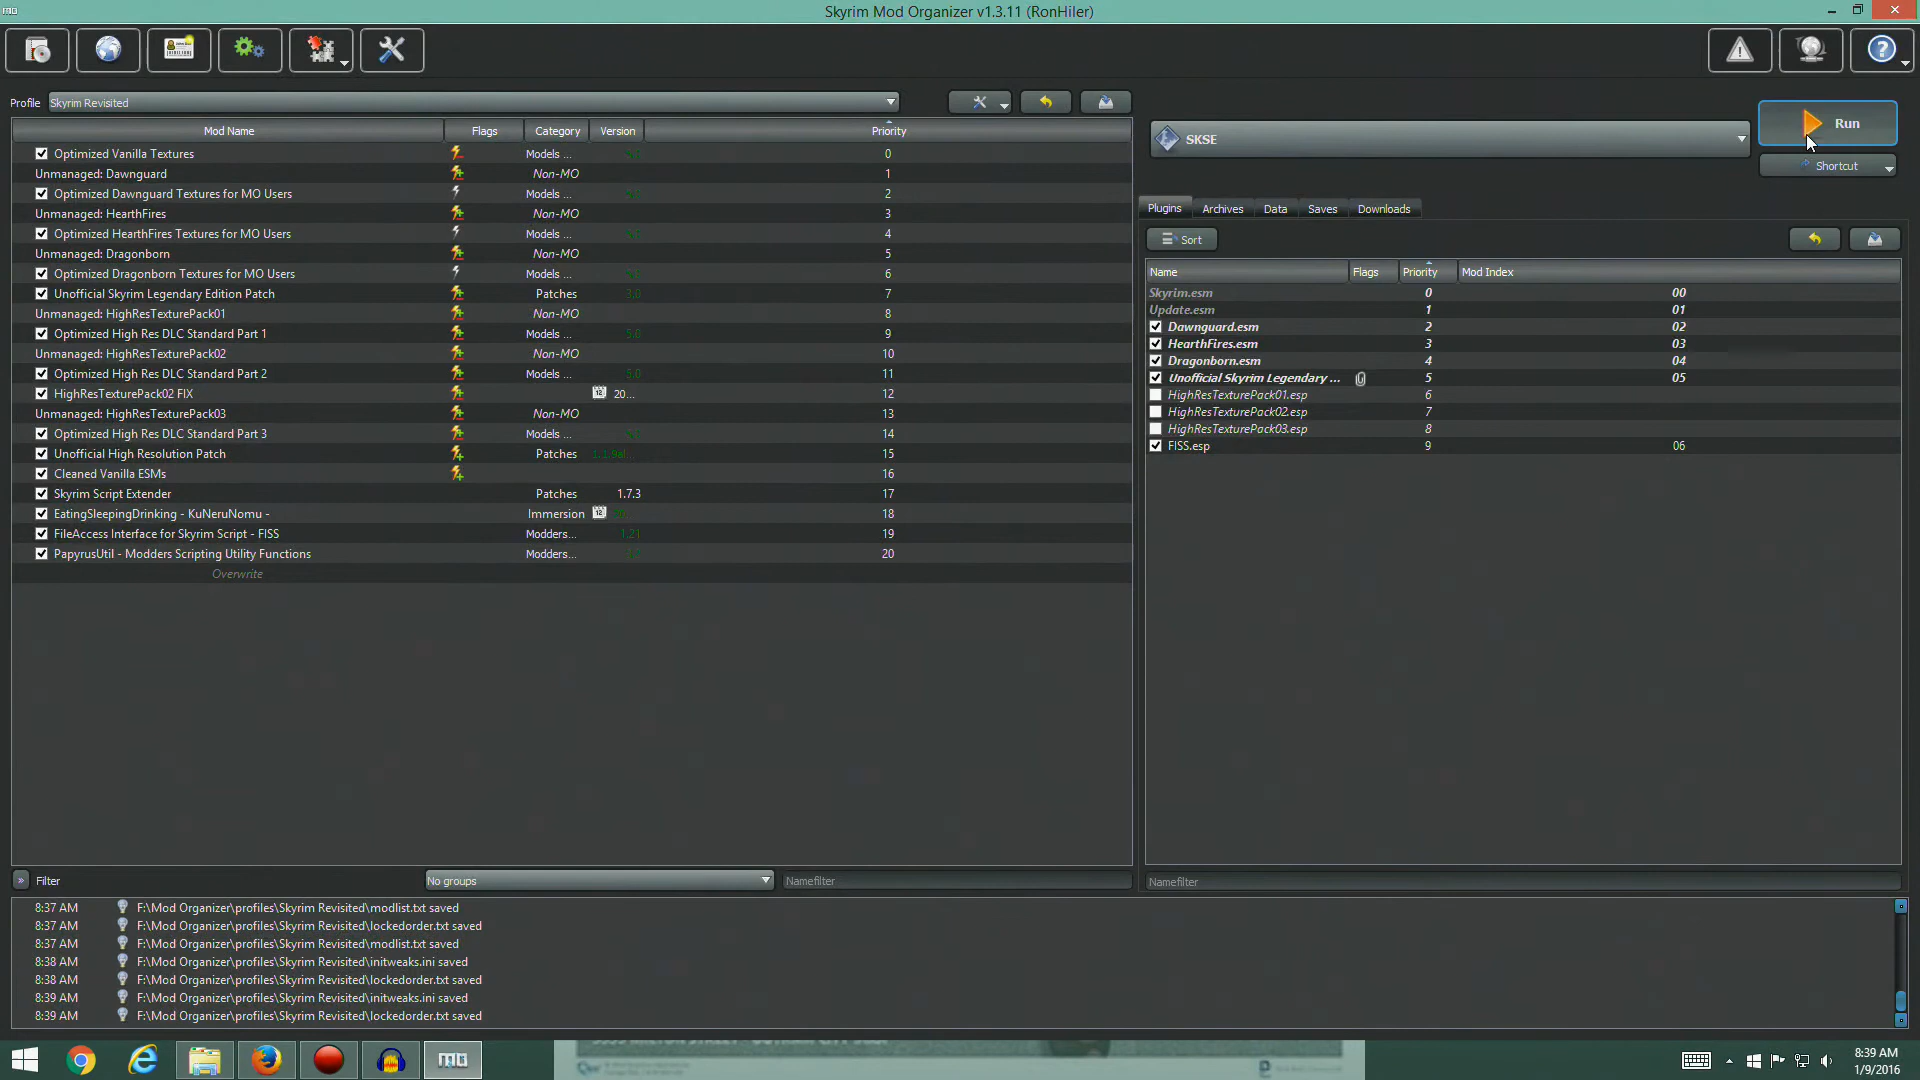 Skyrim Mod Organizer v1.3.11 (RonHiler)
Profile Skyrim Revisited
Mod Name Flags Category Version Priority
Optimized Vanilla Textures Models ... 0
Unmanaged: Dawnguard Non-MO 1
Optimized Dawnguard Textures for MO Users Models ... 2
Unmanaged: HearthFires Non-MO 3
Optimized HearthFires Textures for MO Users Models ... 4
Unmanaged: Dragonborn Non-MO 5
Optimized Dragonborn Textures for MO Users Models ... 6
Unofficial Skyrim Legendary Edition Patch Patches 3.0 7
Unmanaged: HighResTexturePack01 Non-MO 8
Optimized High Res DLC Standard Part 1 Models ... 5.0 9
Unmanaged: HighResTexturePack02 Non-MO 10
Optimized High Res DLC Standard Part 2 Models ... 5.0 11
HighResTexturePack02 FIX 20... 12
Unmanaged: HighResTexturePack03 Non-MO 13
Optimized High Res DLC Standard Part 3 Models ... 14
Unofficial High Resolution Patch Patches 15
Cleaned Vanilla ESMs 16
Skyrim Script Extender Patches 1.7.3 17
EatingSleepingDrinking - KuNeruNomu - Immersion 18
FileAccess Interface for Skyrim Script - FISS Modders... 1.21 19
PapyrusUtil - Modders Scripting Utility Functions Modders... 20
Overwrite
» Filter No groups Namefilter
SKSE
Run
Shortcut
Plugins Archives Data Saves Downloads
Sort
Name Flags Priority Mod Index
Skyrim.esm 0 00
Update.esm 1 01
Dawnguard.esm 2 02
HearthFires.esm 3 03
Dragonborn.esm 4 04
Unofficial Skyrim Legendary ... 5 05
HighResTexturePack01.esp 6
HighResTexturePack02.esp 7
HighResTexturePack03.esp 8
FISS.esp 9 06
Namefilter
8:37 AM F:\Mod Organizer\profiles\Skyrim Revisited\modlist.txt saved
8:37 AM F:\Mod Organizer\profiles\Skyrim Revisited\lockedorder.txt saved
8:37 AM F:\Mod Organizer\profiles\Skyrim Revisited\modlist.txt saved
8:38 AM F:\Mod Organizer\profiles\Skyrim Revisited\initweaks.ini saved
8:38 AM F:\Mod Organizer\profiles\Skyrim Revisited\lockedorder.txt saved
8:39 AM F:\Mod Organizer\profiles\Skyrim Revisited\initweaks.ini saved
8:39 AM F:\Mod Organizer\profiles\Skyrim Revisited\lockedorder.txt saved
8:39 AM
1/9/2016